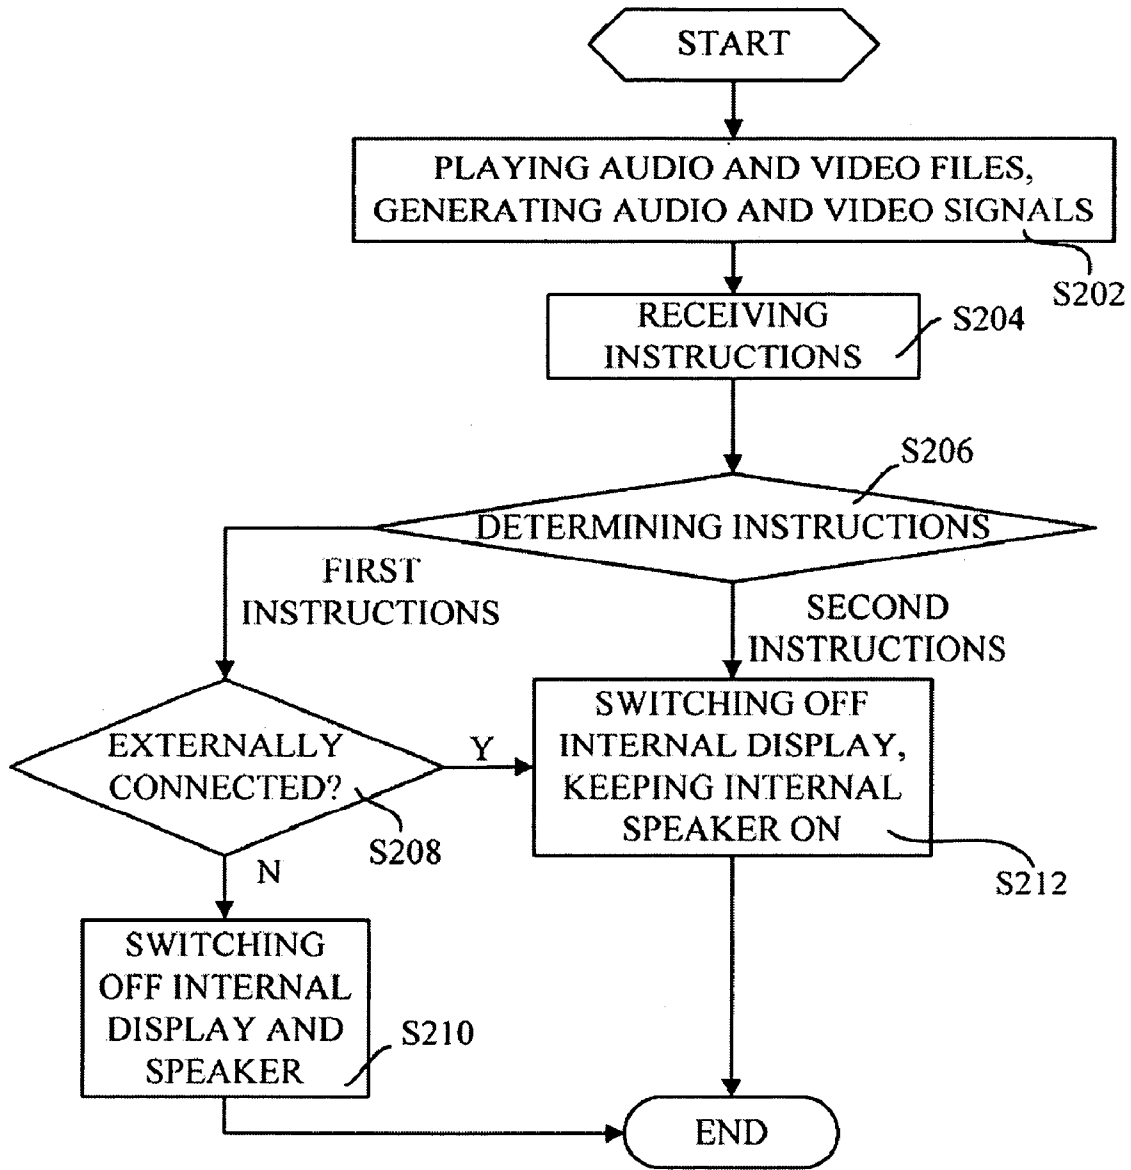 START
PLAYING AUDIO AND VIDEO FILES,
GENERATING AUDIO AND VIDEO SIGNALS
S202
RECEIVING
INSTRUCTIONS
S204
S206
DETERMINING INSTRUCTIONS
FIRST
INSTRUCTIONS
SECOND
INSTRUCTIONS
EXTERNALLY
CONNECTED?
S208
Y
N
SWITCHING OFF
INTERNAL DISPLAY,
KEEPING INTERNAL
SPEAKER ON
S212
SWITCHING
OFF INTERNAL
DISPLAY AND
SPEAKER
S210
END